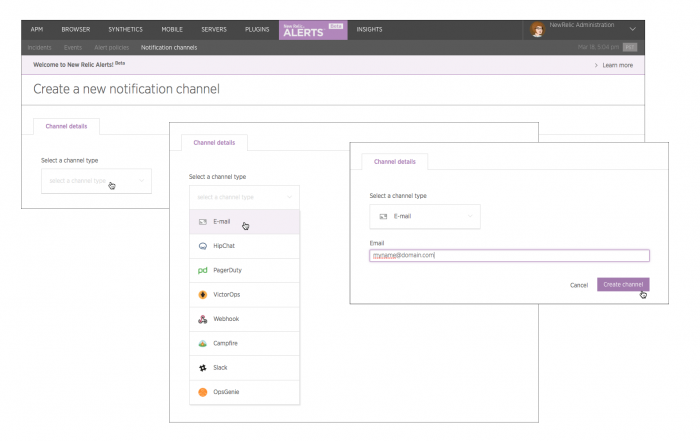 APM BROWSER SYNTHETICS MOBILE SERVERS PLUGINS New Relic. ALERTS Beta INSIGHTS NewRelic Administration
Incidents Events Alert policies Notification channels
Welcome to New Relic Alerts! Beta Learn more
Create a new notification channel
Channel details
Select a channel type
select a channel type
Channel details
Select a channel type
select a channel type
E-mail
HipChat
PagerDuty
VictorOps
Webhook
Campfire
Slack
OpsGenie
Channel details
Select a channel type
E-mail
Email
myname@domain.com
Cancel Create channel